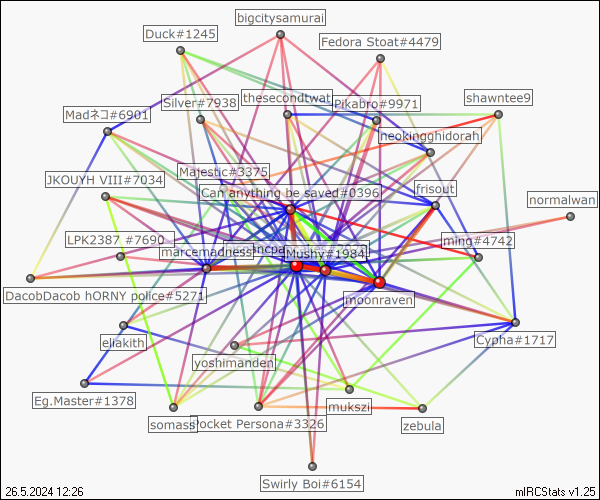 bigcitysamurai
Duck#1245
Fedora Stoat#4479
Silver#7938
thesecondtwat
Pikabro#9971
shawntee9
Madネコ#6901
neokingghidorah
Majestic#3375
JKOUYH VIII#7034
Can anything be saved#0396
frisout
normalwan
LPK2387 #7690
marcemadness
Mushy#1984
ming#4742
DacobDacob hORNY police#5271
moonraven
eliakith
Cypha#1717
yoshimanden
Eg.Master#1378
mukszi
somass
Pocket Persona#3326
zebula
Swirly Boi#6154
26.5.2024 12:26
mIRCStats v1.25